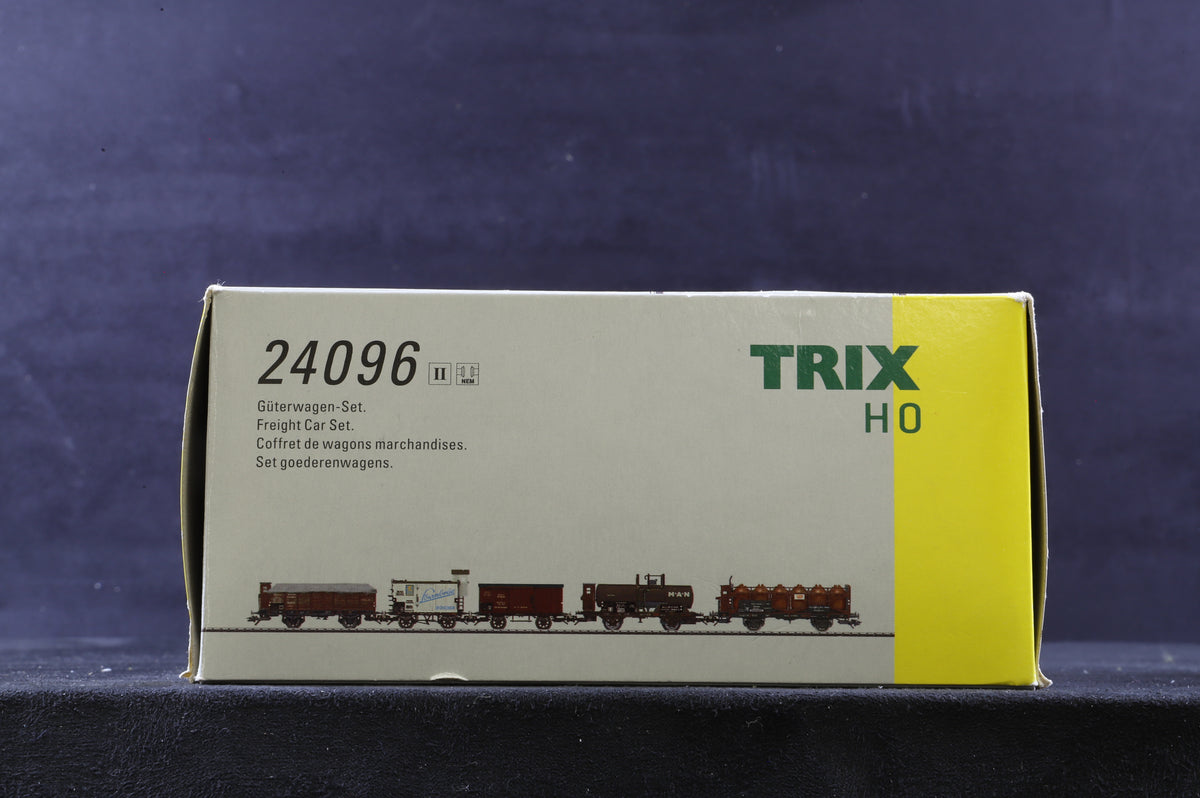 24096 II NEM
Güterwagen-Set.
Freight Car Set.
Coffret de wagons marchandises.
Set goederenwagens.
TRIX
HO
M·A·N